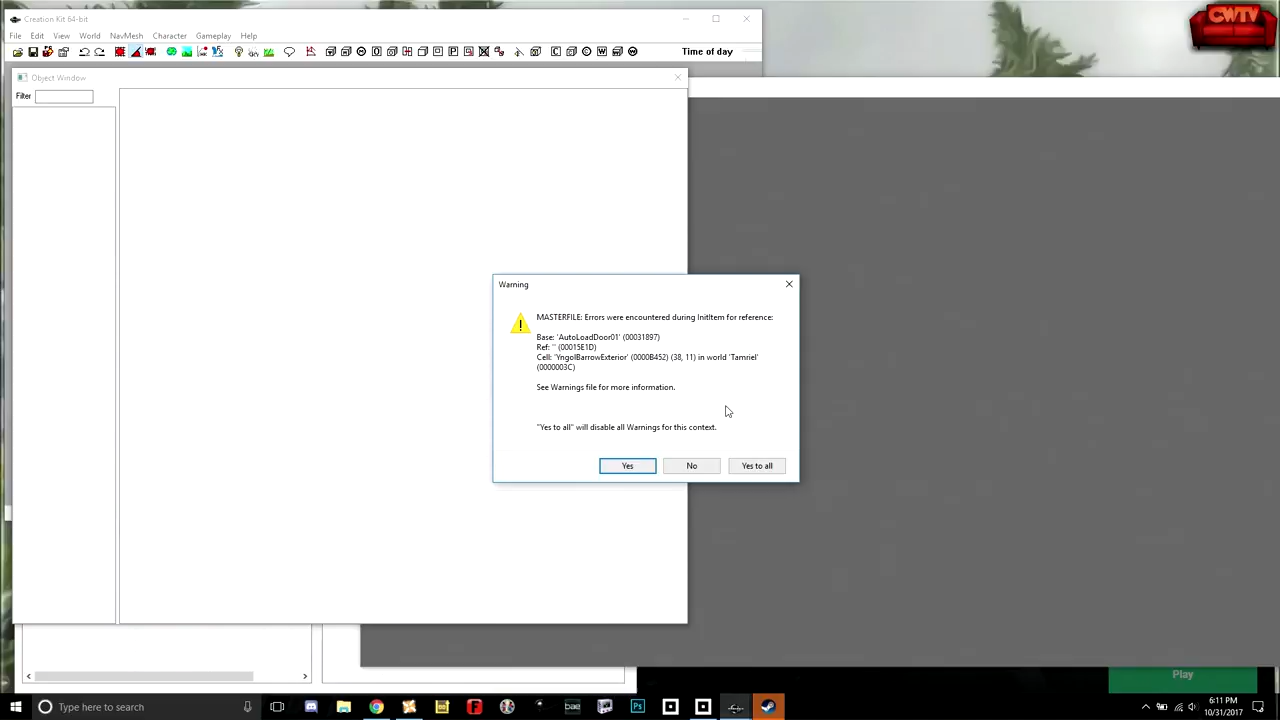 Creation Kit 64-bit
CWTV
File Edit View World NavMesh Character Gameplay Help
Time of day
Object Window
Filter
Warning
MASTERFILE: Errors were encountered during InitItem for reference:
Base: 'AutoLoadDoor01' (00031897)
Ref: '' (00015E1D)
Cell: 'YngolBarrowExterior' (0000B452) (38, 11) in world 'Tamriel'
(0000003C)
See Warnings file for more information.
"Yes to all" will disable all Warnings for this context.
Yes No Yes to all
Play
Type here to search
bae
Ps
6:11 PM
10/31/2017